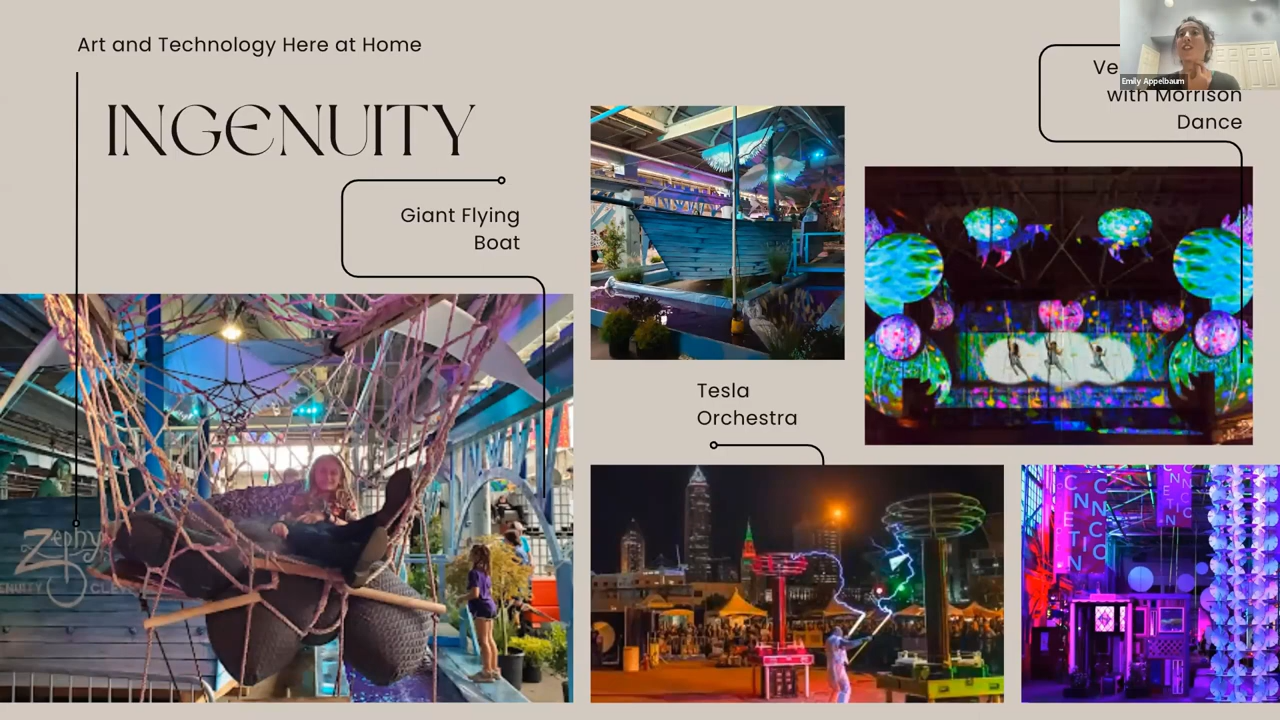 Art and Technology Here at Home
INGENUITY
Giant Flying
Boat
Emily Appelbaum
with Morrison
Dance
Tesla
Orchestra